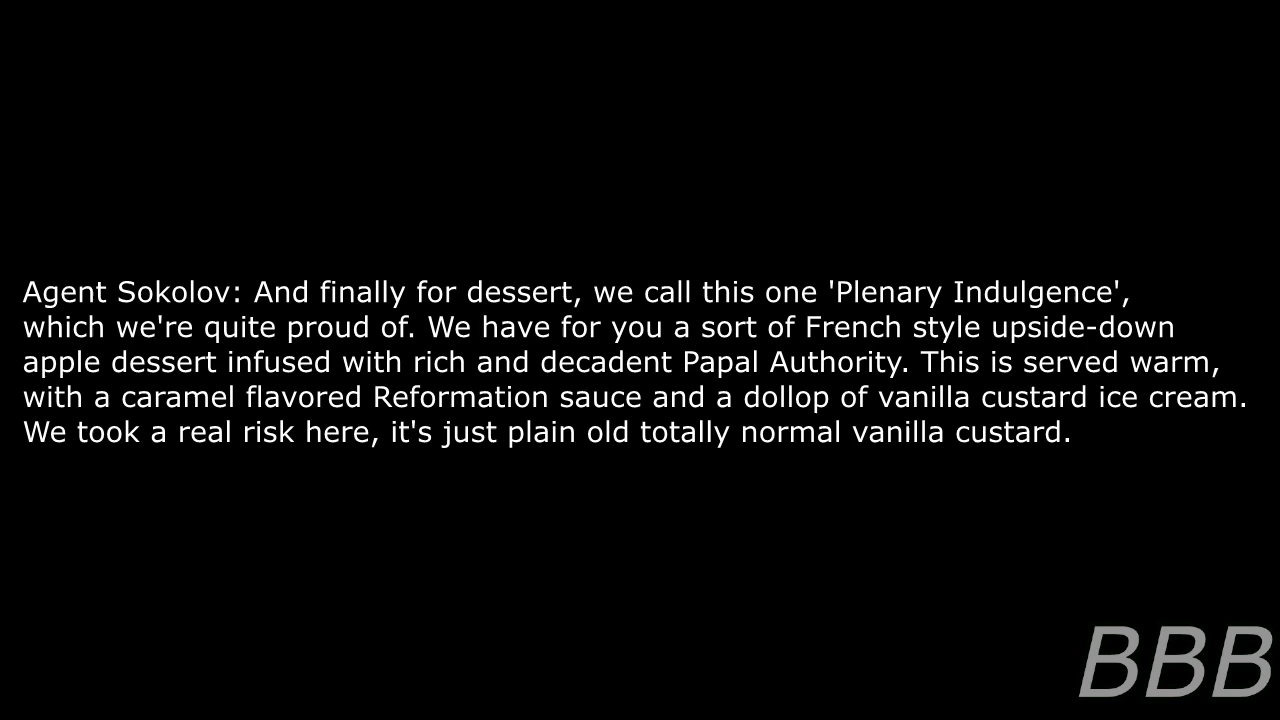 Agent Sokolov: And finally for dessert, we call this one 'Plenary Indulgence',
which we're quite proud of. We have for you a sort of French style upside-down
apple dessert infused with rich and decadent Papal Authority. This is served warm,
with a caramel flavored Reformation sauce and a dollop of vanilla custard ice cream.
We took a real risk here, it's just plain old totally normal vanilla custard.
BBB